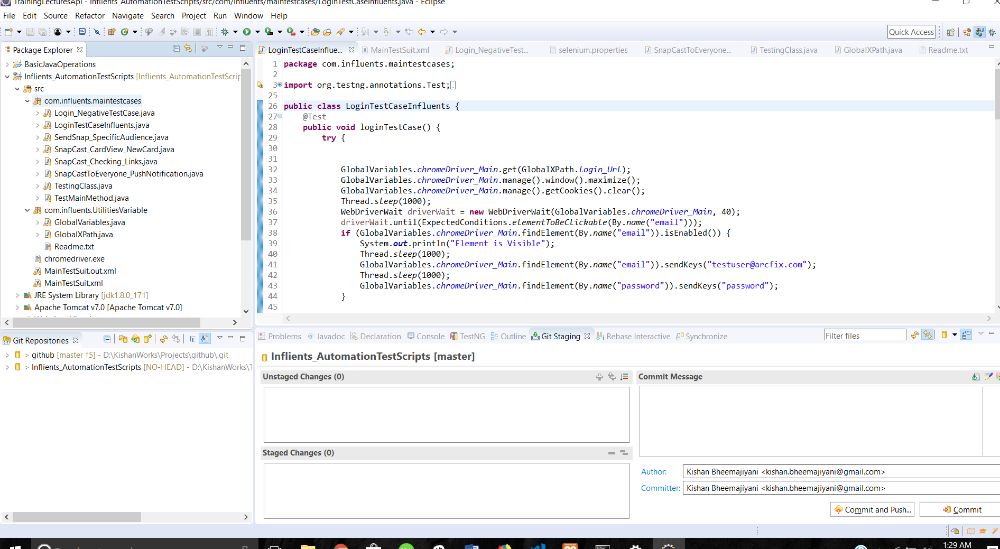 TrainingLecturesApi - Inflients_AutomationTestScripts/src/com/influents/maintestcases/LoginTestCaseInfluents.java - Eclipse
File Edit Source Refactor Navigate Search Project Run Window Help
Quick Access
Package Explorer
BasicJavaOperations
Inflients_AutomationTestScripts [Inflients_AutomationTestScrip
src
com.influents.maintestcases
Login_NegativeTestCase.java
LoginTestCaseInfluents.java
SendSnap_SpecificAudience.java
SnapCast_CardView_NewCard.java
SnapCast_Checking_Links.java
SnapCastToEveryone_PushNotification.java
TestingClass.java
TestMainMethod.java
com.influents.UtilitiesVariable
GlobalVariables.java
GlobalXPath.java
Readme.txt
chromedriver.exe
MainTestSuit.out.xml
MainTestSuit.xml
JRE System Library [jdk1.8.0_171]
Apache Tomcat v7.0 [Apache Tomcat v7.0]
LoginTestCaseInflue... MainTestSuit.xml Login_NegativeTest... selenium.properties SnapCastToEveryone... TestingClass.java GlobalXPath.java Readme.txt
1 package com.influents.maintestcases;
2
3 import org.testng.annotations.Test;
25
26 public class LoginTestCaseInfluents {
27 @Test
28 public void loginTestCase() {
29 try {
30
31
32 GlobalVariables.chromeDriver_Main.get(GlobalXPath.login_Url);
33 GlobalVariables.chromeDriver_Main.manage().window().maximize();
34 GlobalVariables.chromeDriver_Main.manage().getCookies().clear();
35 Thread.sleep(1000);
36 WebDriverWait driverWait = new WebDriverWait(GlobalVariables.chromeDriver_Main, 40);
37 driverWait.until(ExpectedConditions.elementToBeClickable(By.name("email")));
38 if (GlobalVariables.chromeDriver_Main.findElement(By.name("email")).isEnabled()) {
39 System.out.println("Element is Visible");
40 Thread.sleep(1000);
41 GlobalVariables.chromeDriver_Main.findElement(By.name("email")).sendKeys("testuser@arcfix.com");
42 Thread.sleep(1000);
43 GlobalVariables.chromeDriver_Main.findElement(By.name("password")).sendKeys("password");
44 }
45
Git Repositories
> github [master ↑5] - D:\KishanWorks\Projects\github\.git
> Inflients_AutomationTestScripts [NO-HEAD] - D:\KishanWorks\T
Problems Javadoc Declaration Console TestNG Outline Git Staging Rebase Interactive Synchronize
Filter files
Inflients_AutomationTestScripts [master]
Unstaged Changes (0)
Staged Changes (0)
Commit Message
Author: Kishan Bheemajiyani <kishan.bheemajiyani@gmail.com>
Committer: Kishan Bheemajiyani <kishan.bheemajiyani@gmail.com>
Commit and Push... Commit
1:29 AM